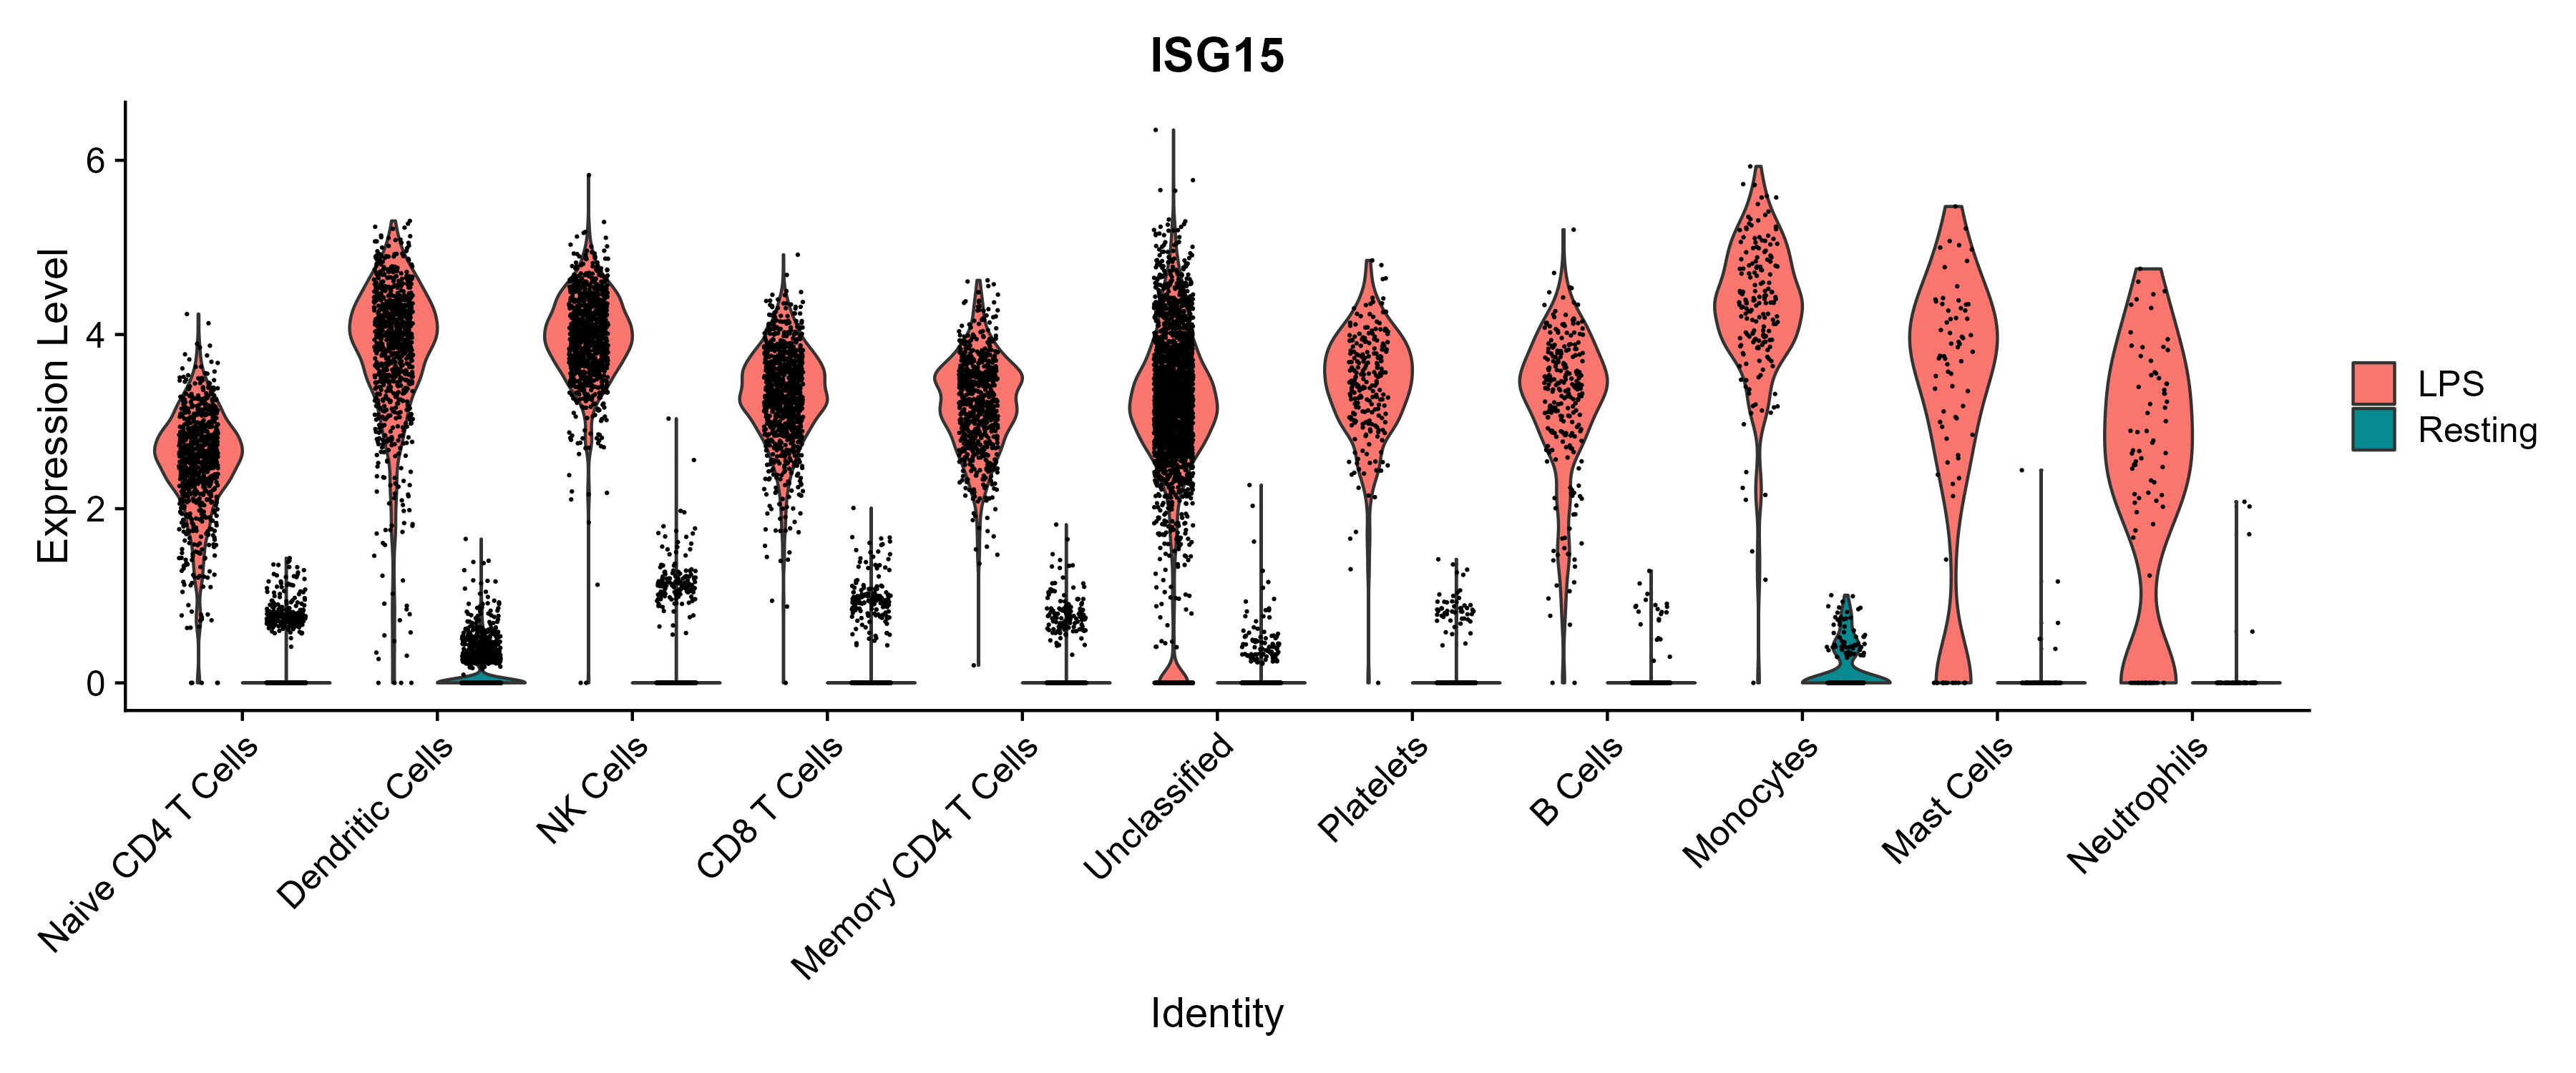 ISG15
Expression Level
6
4
2
0
LPS
Resting
Naive CD4 T Cells
Dendritic Cells
NK Cells
CD8 T Cells
Memory CD4 T Cells
Unclassified
Platelets
B Cells
Monocytes
Mast Cells
Neutrophils
Identity